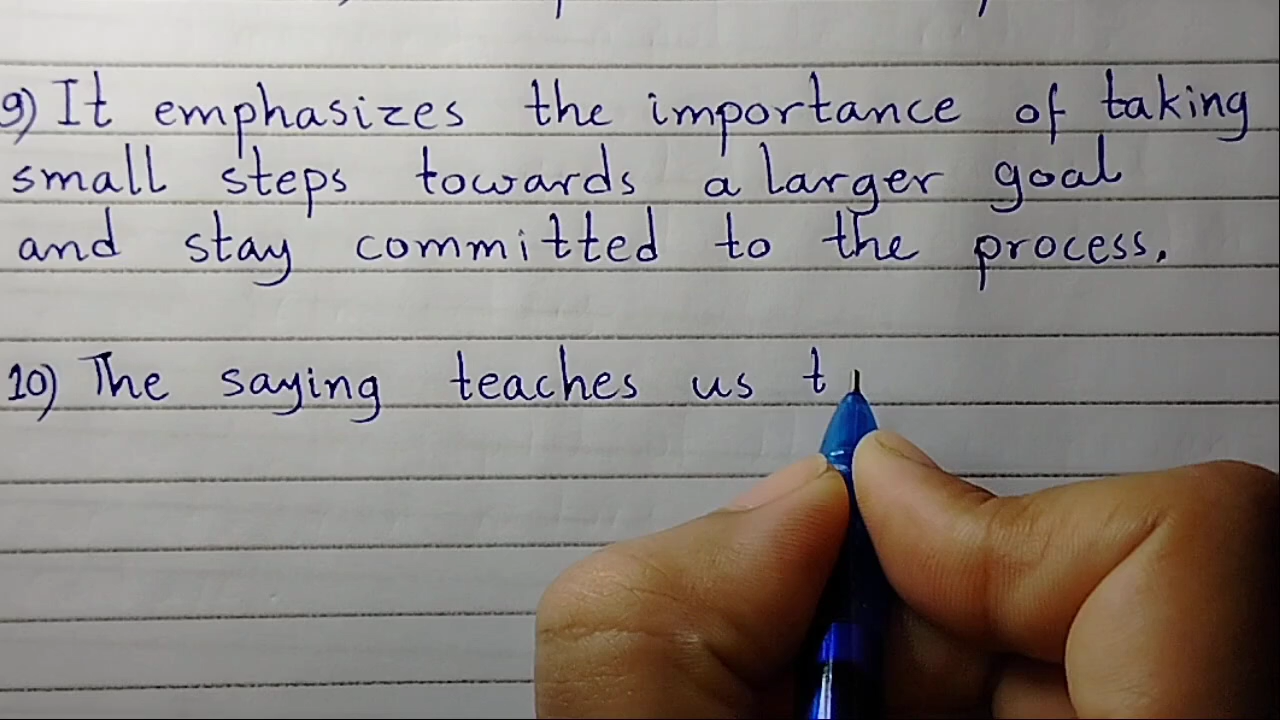 9) It emphasizes the importance of taking
small steps towards a larger goal
and stay committed to the process.
10) The saying teaches us t